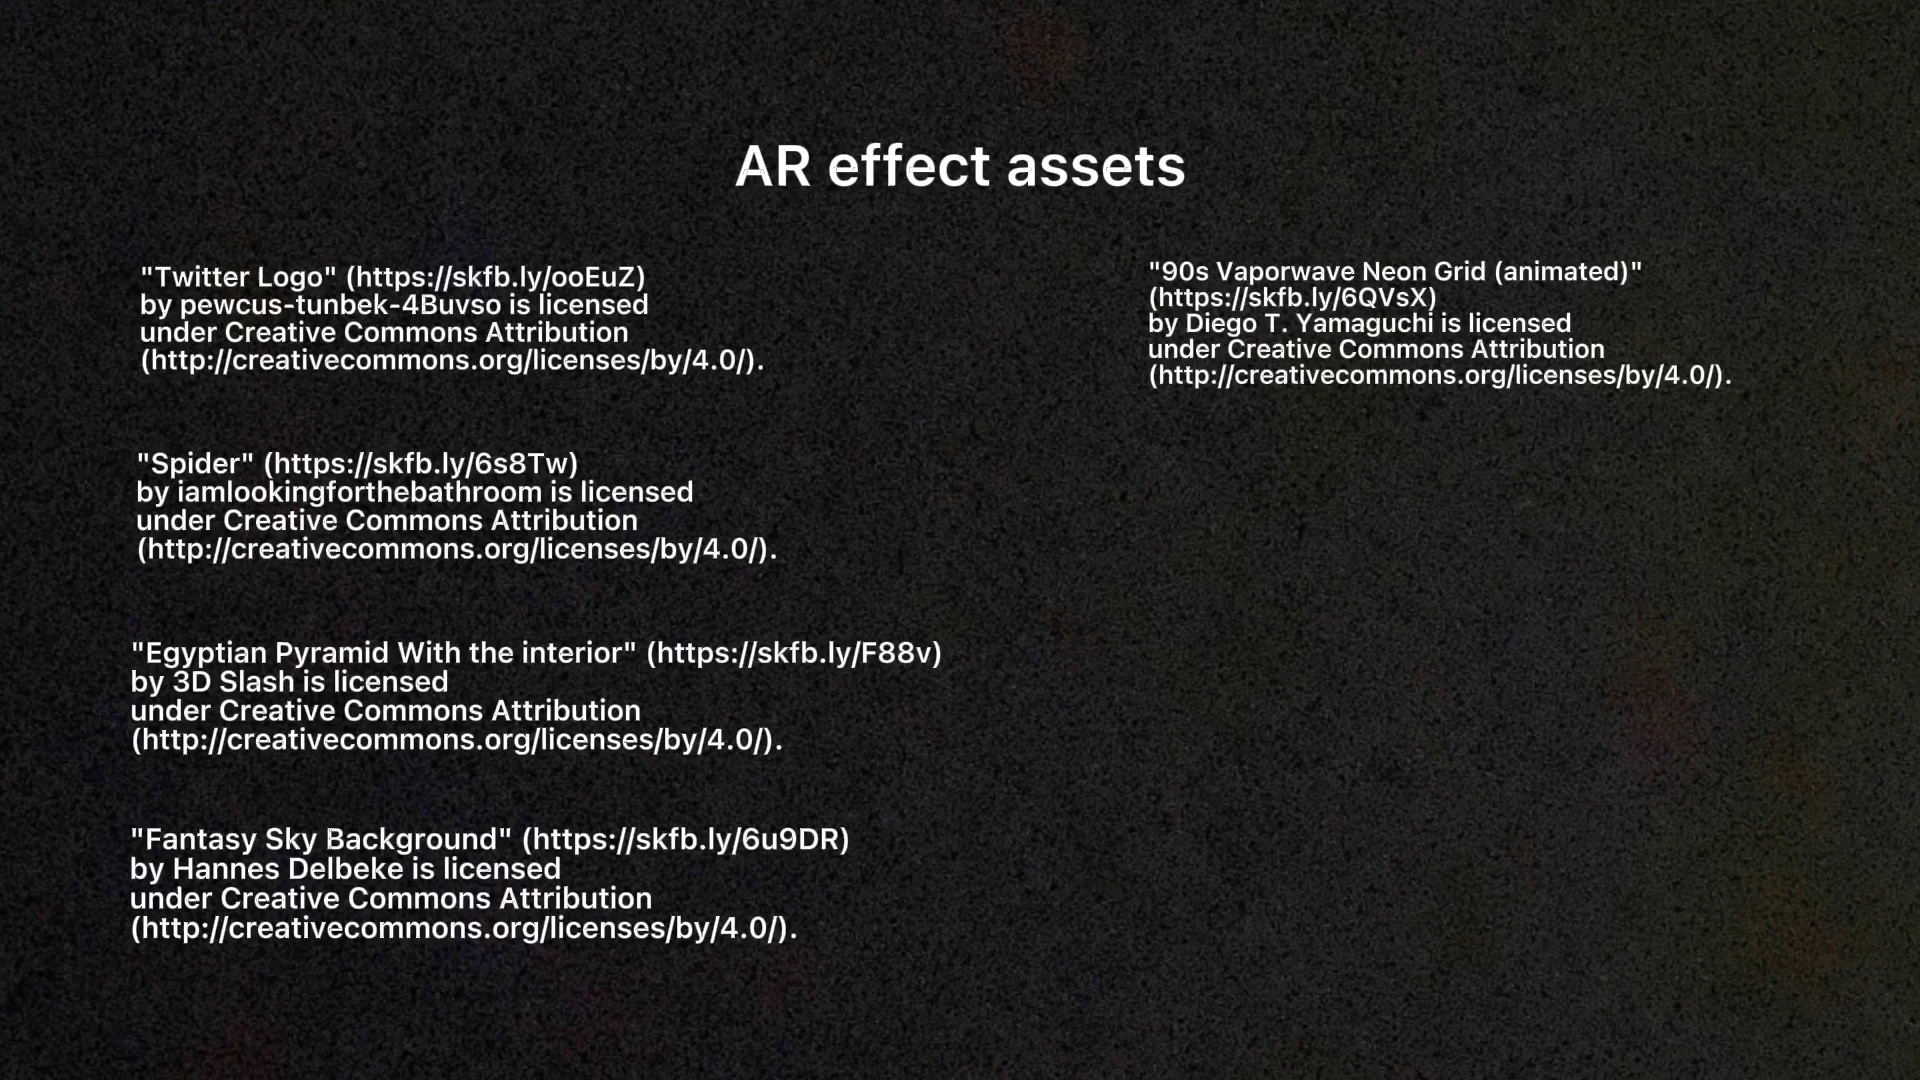 AR effect assets
"Twitter Logo" (https://skfb.ly/ooEuZ)
by pewcus-tunbek-4Buvso is licensed
under Creative Commons Attribution
(http://creativecommons.org/licenses/by/4.0/).
"Spider" (https://skfb.ly/6s8Tw)
by iamlookingforthebathroom is licensed
under Creative Commons Attribution
(http://creativecommons.org/licenses/by/4.0/).
"Egyptian Pyramid With the interior" (https://skfb.ly/F88v)
by 3D Slash is licensed
under Creative Commons Attribution
(http://creativecommons.org/licenses/by/4.0/).
"Fantasy Sky Background" (https://skfb.ly/6u9DR)
by Hannes Delbeke is licensed
under Creative Commons Attribution
(http://creativecommons.org/licenses/by/4.0/).
"90s Vaporwave Neon Grid (animated)"
(https://skfb.ly/6QVsX)
by Diego T. Yamaguchi is licensed
under Creative Commons Attribution
(http://creativecommons.org/licenses/by/4.0/).